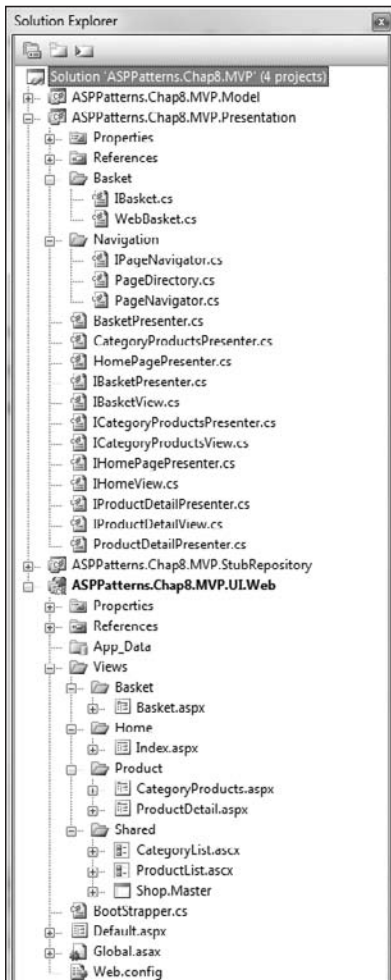 Solution Explorer
Solution 'ASPPatterns.Chap8.MVP' (4 projects)
ASPPatterns.Chap8.MVP.Model
ASPPatterns.Chap8.MVP.Presentation
Properties
References
Basket
IBasket.cs
WebBasket.cs
Navigation
IPageNavigator.cs
PageDirectory.cs
PageNavigator.cs
BasketPresenter.cs
CategoryProductsPresenter.cs
HomePagePresenter.cs
IBasketPresenter.cs
IBasketView.cs
ICategoryProductsPresenter.cs
ICategoryProductsView.cs
IHomePagePresenter.cs
IHomeView.cs
IProductDetailPresenter.cs
IProductDetailView.cs
ProductDetailPresenter.cs
ASPPatterns.Chap8.MVP.StubRepository
ASPPatterns.Chap8.MVP.UI.Web
Properties
References
App_Data
Views
Basket
Basket.aspx
Home
Index.aspx
Product
CategoryProducts.aspx
ProductDetail.aspx
Shared
CategoryList.ascx
ProductList.ascx
Shop.Master
BootStrapper.cs
Default.aspx
Global.asax
Web.config